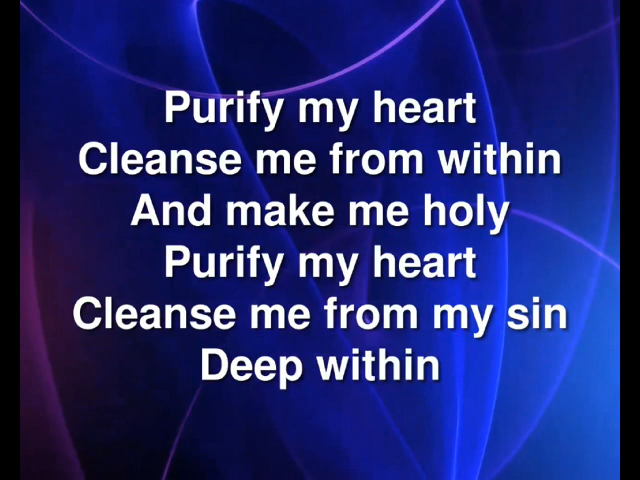 Purify my heart
Cleanse me from within
And make me holy
Purify my heart
Cleanse me from my sin
Deep within